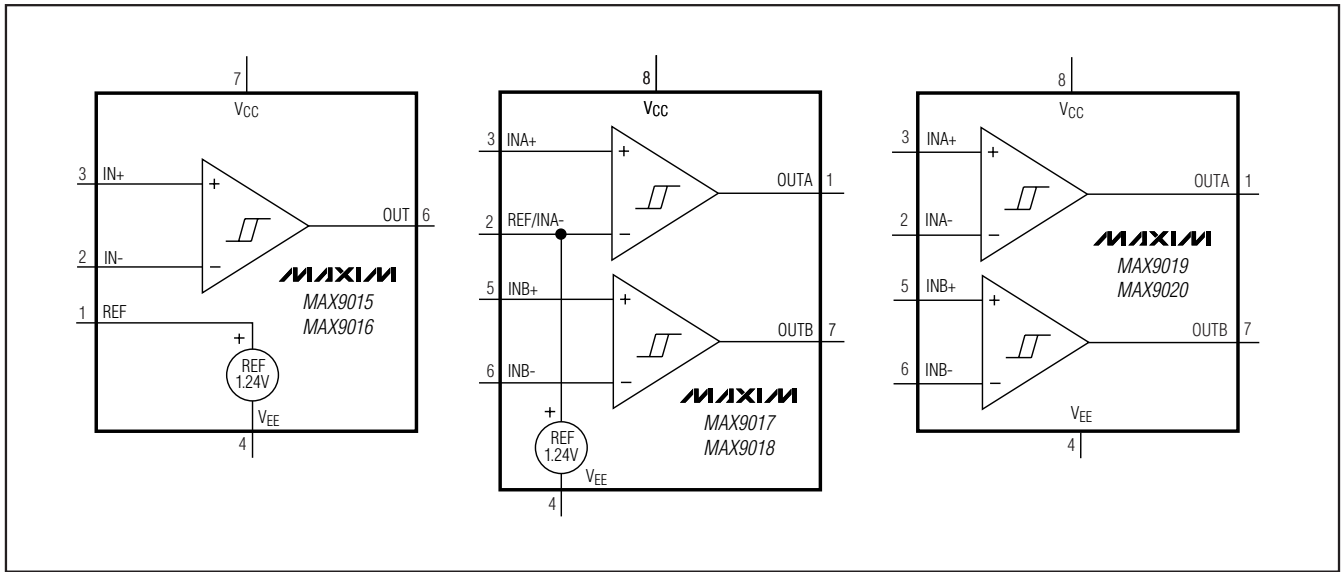 7
VCC
3 IN+
+
OUT 6
2 IN-
−
MAXIM
MAX9015
MAX9016
1 REF
+
REF
1.24V
VEE
4
8
VCC
3 INA+
+
OUTA 1
2 REF/INA-
−
5 INB+
+
OUTB 7
6 INB-
−
MAXIM
MAX9017
MAX9018
+
REF
1.24V
VEE
4
8
VCC
3 INA+
+
OUTA 1
2 INA-
−
MAXIM
MAX9019
MAX9020
5 INB+
+
OUTB 7
6 INB-
−
VEE
4